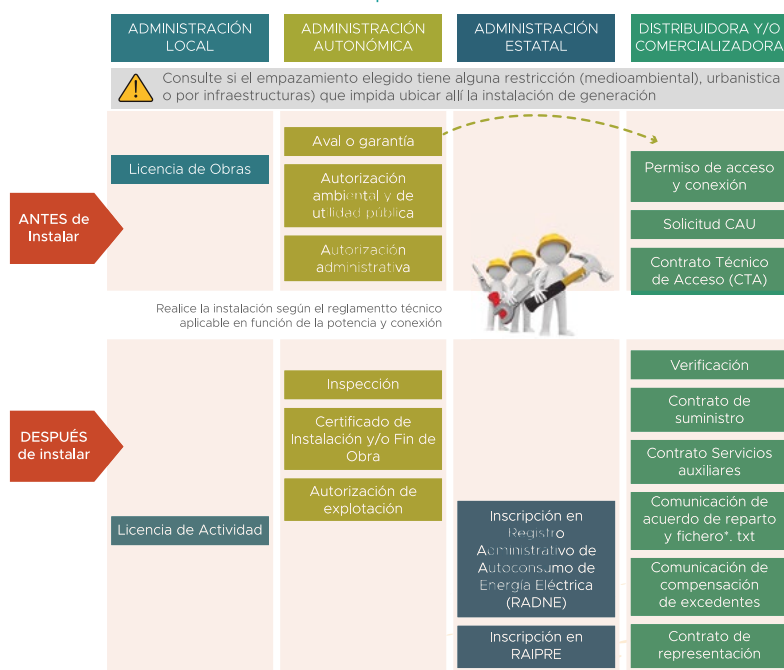 ADMINISTRACIÓN
LOCAL
ADMINISTRACIÓN
AUTONÓMICA
ADMINISTRACIÓN
ESTATAL
DISTRIBUIDORA Y/O
COMERCIALIZADORA
Consulte si el empazamiento elegido tiene alguna restricción (medioambiental), urbanistica
o por infraestructuras) que impida ubicar allí la instalación de generación
ANTES de
Instalar
Licencia de Obras
Aval o garantía
Autorización
ambiental y de
utilidad pública
Autorización
administrativa
Permiso de acceso
y conexión
Solicitud CAU
Contrato Técnico
de Acceso (CTA)
Realice la instalación según el reglamentto técnico
aplicable en función de la potencia y conexión
DESPUÉS
de instalar
Licencia de Actividad
Inspección
Certificado de
Instalación y/o Fin de
Obra
Autorización de
explotación
Inscripción en
Registro
Administrativo de
Autoconsumo de
Energía Eléctrica
(RADNE)
Inscripción en
RAIPRE
Verificación
Contrato de
suministro
Contrato Servicios
auxiliares
Comunicación de
acuerdo de reparto
y fichero*. txt
Comunicación de
compensación
de excedentes
Contrato de
representación